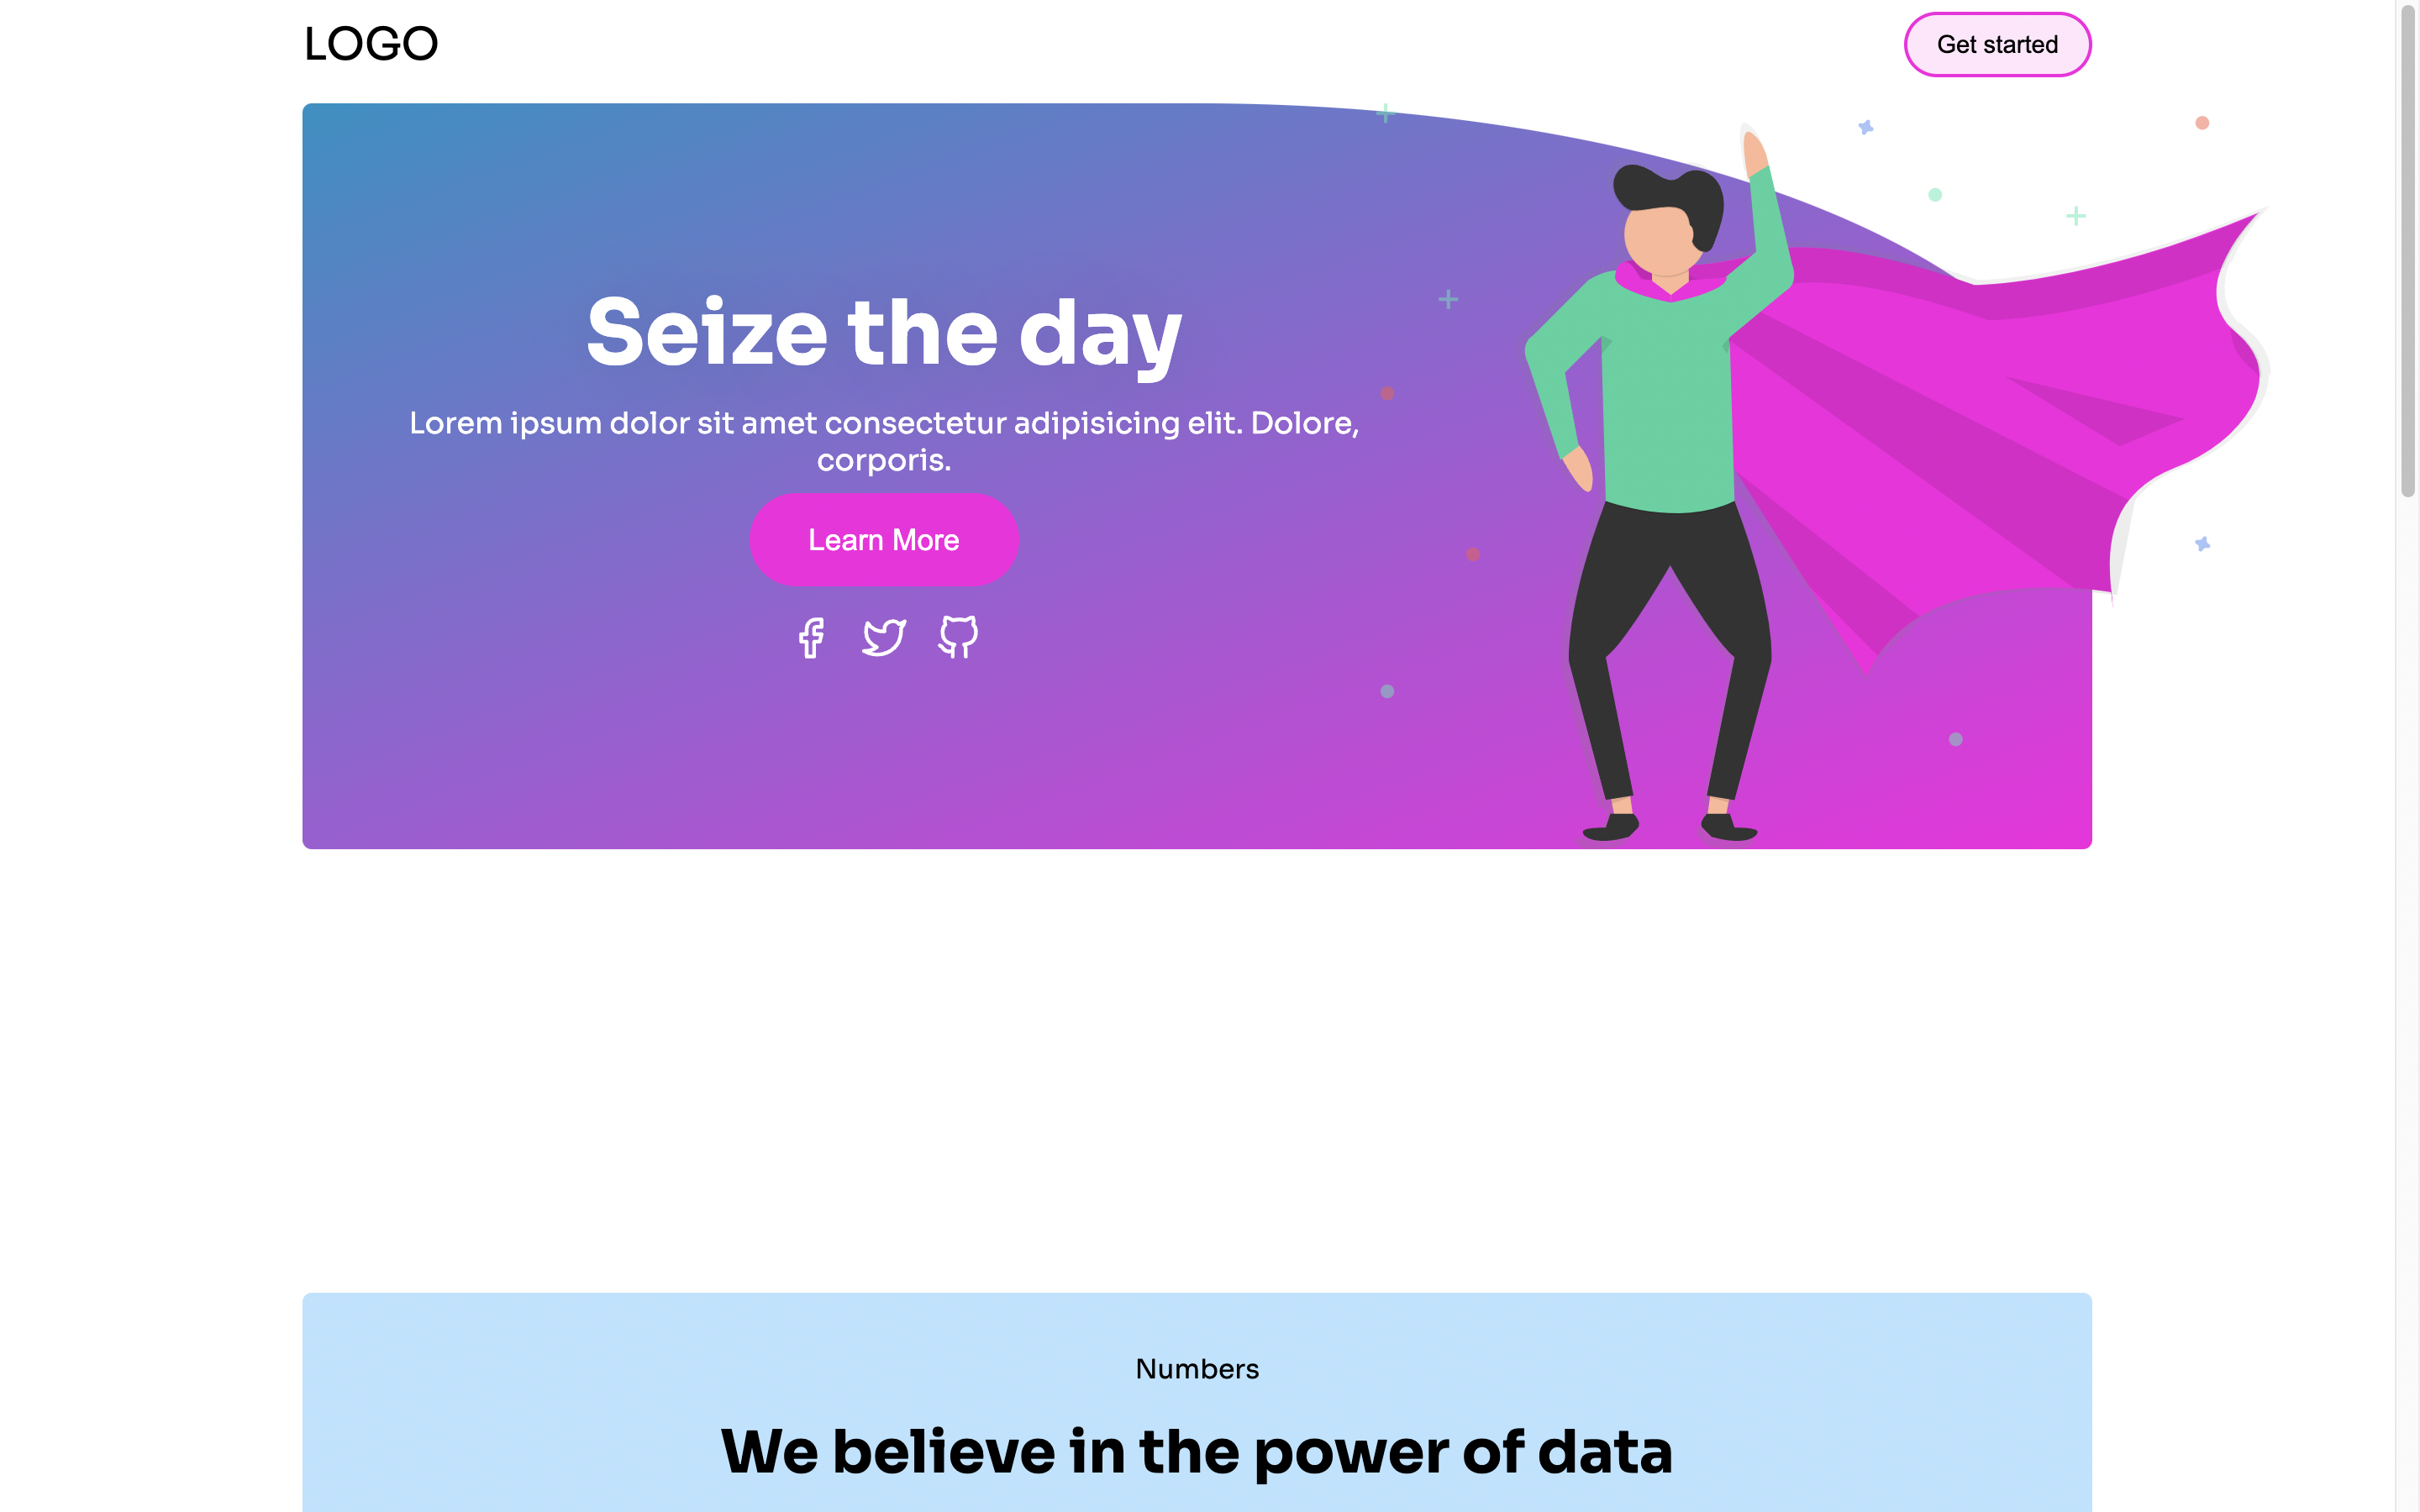 LOGO
Get started
Seize the day
Lorem ipsum dolor sit amet consectetur adipisicing elit. Dolore,
corporis.
Learn More
Numbers
We believe in the power of data